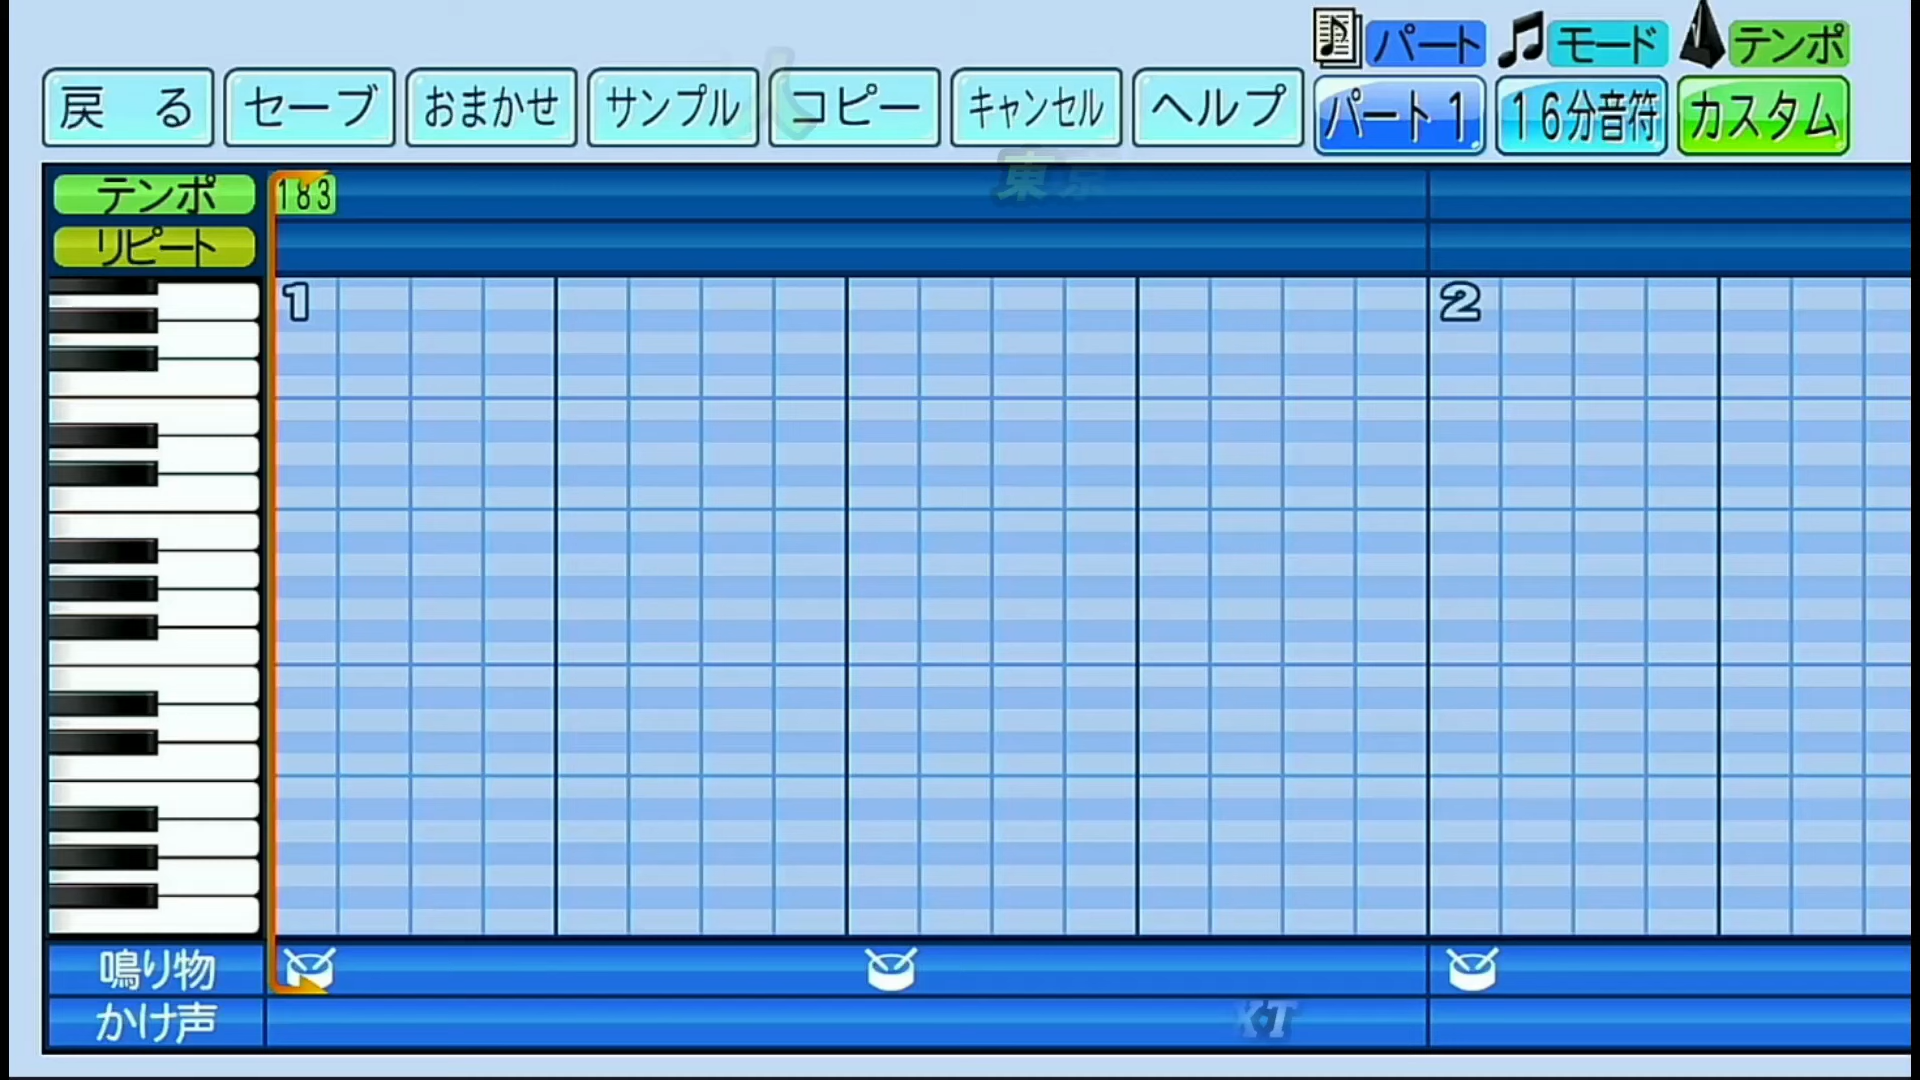 パート モード テンポ
戻る セーブ おまかせ サンプル コピー キャンセル ヘルプ パート1 16分音符 カスタム
テンポ 183
リピート
1 2
鳴り物
かけ声
東京
XT